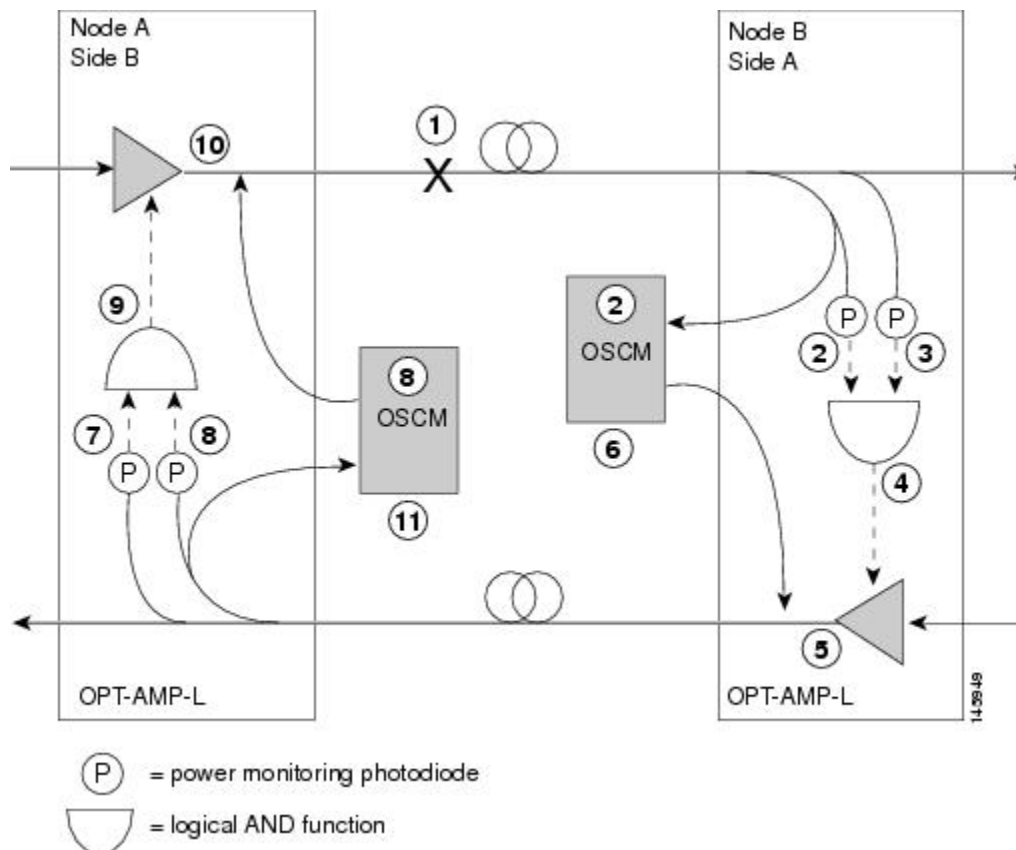 Node A
Side B
Node B
Side A
1
10
9
2
OSCM
P
P
2
3
8
OSCM
7
8
6
4
P
P
11
5
OPT-AMP-L
OPT-AMP-L
145949
P = power monitoring photodiode
= logical AND function